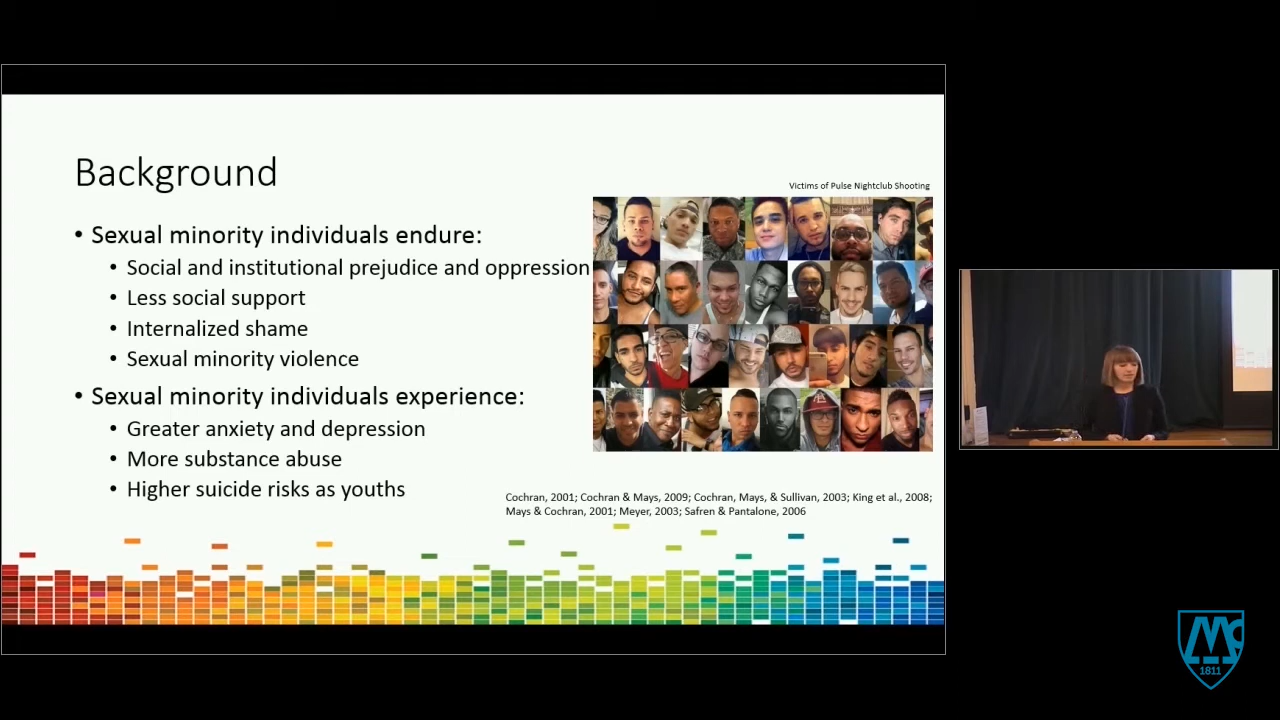 Background
Victims of Pulse Nightclub Shooting
• Sexual minority individuals endure:
• Social and institutional prejudice and oppression
• Less social support
• Internalized shame
• Sexual minority violence
• Sexual minority individuals experience:
• Greater anxiety and depression
• More substance abuse
• Higher suicide risks as youths
Cochran, 2001; Cochran & Mays, 2009; Cochran, Mays, & Sullivan, 2003; King et al., 2008;
Mays & Cochran, 2001; Meyer, 2003; Safren & Pantalone, 2006
Mc
1811